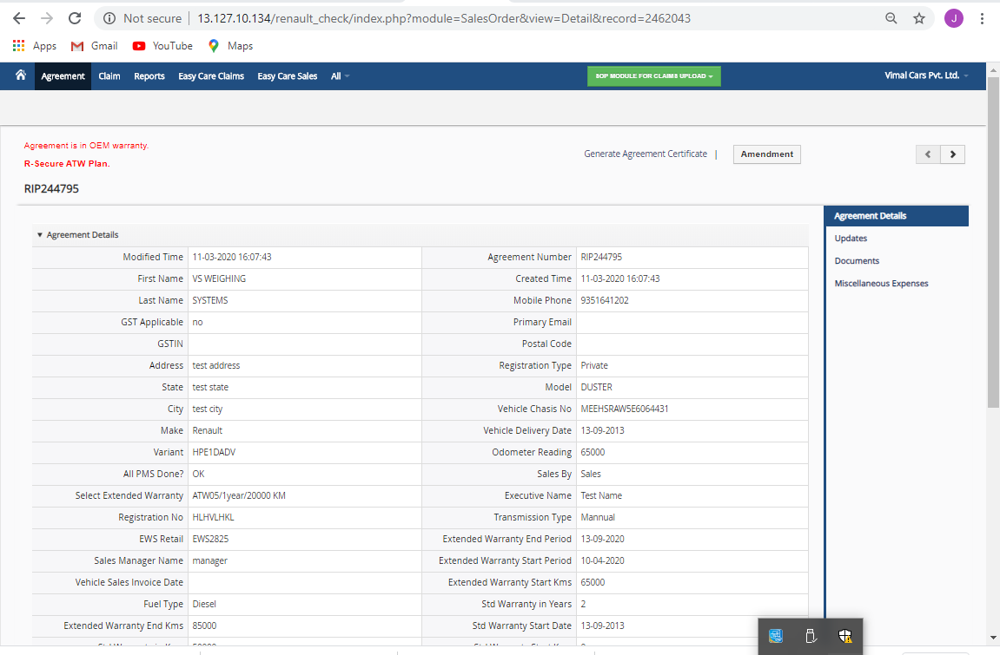 Not secure 13.127.10.134/renault_check/index.php?module=SalesOrder&view=Detail&record=2462043 J
Apps Gmail YouTube Maps
Agreement Claim Reports Easy Care Claims Easy Care Sales All SOP MODULE FOR CLAIMS UPLOAD Vimal Cars Pvt. Ltd.
Agreement is in OEM warranty.
R-Secure ATW Plan.
Generate Agreement Certificate | Amendment
RIP244795
Agreement Details
Updates
Documents
Miscellaneous Expenses
Agreement Details
Modified Time 11-03-2020 16:07:43 Agreement Number RIP244795
First Name VS WEIGHING Created Time 11-03-2020 16:07:43
Last Name SYSTEMS Mobile Phone 9351641202
GST Applicable no Primary Email
GSTIN Postal Code
Address test address Registration Type Private
State test state Model DUSTER
City test city Vehicle Chasis No MEEHSRAW5E6064431
Make Renault Vehicle Delivery Date 13-09-2013
Variant HPE1DADV Odometer Reading 65000
All PMS Done? OK Sales By Sales
Select Extended Warranty ATW05/1year/20000 KM Executive Name Test Name
Registration No HLHVLHKL Transmission Type Mannual
EWS Retail EWS2825 Extended Warranty End Period 13-09-2020
Sales Manager Name manager Extended Warranty Start Period 10-04-2020
Vehicle Sales Invoice Date Extended Warranty Start Kms 65000
Fuel Type Diesel Std Warranty in Years 2
Extended Warranty End Kms 85000 Std Warranty Start Date 13-09-2013